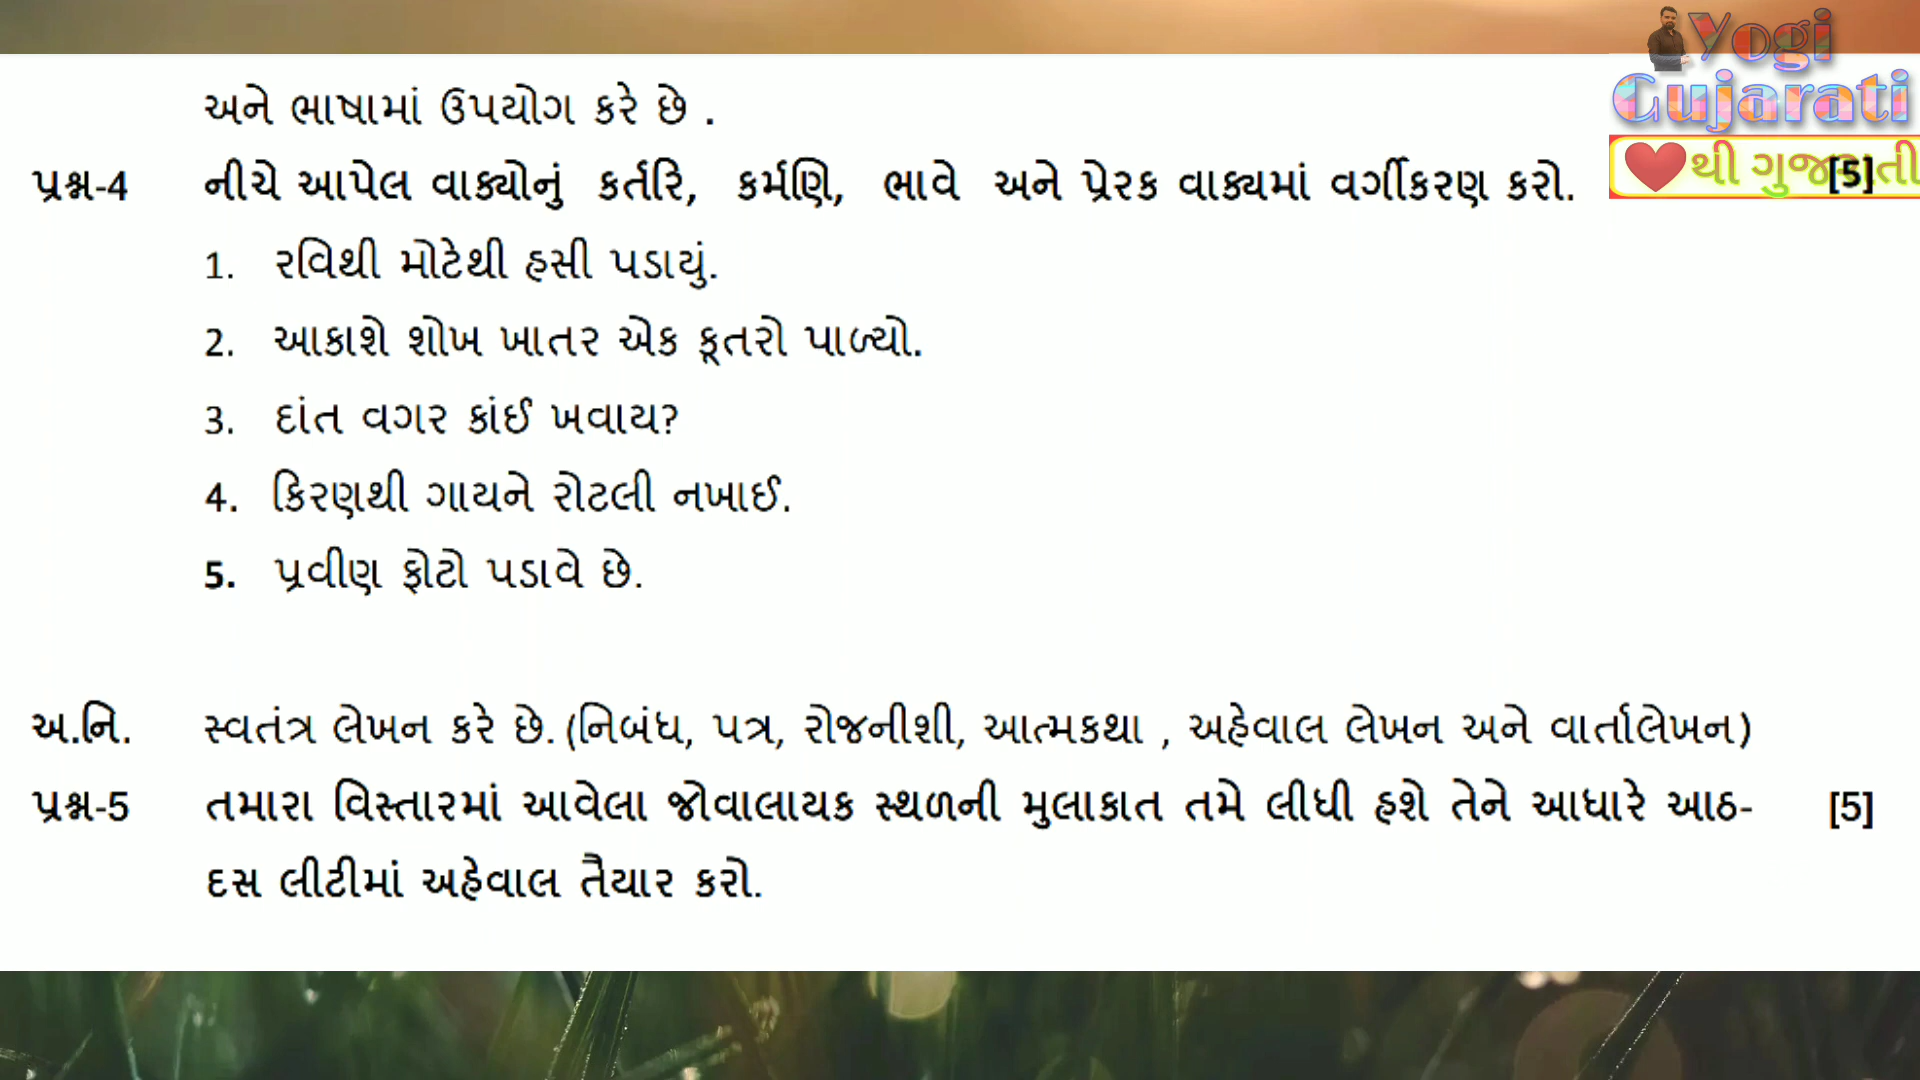 Yogi
Gujarati
થી ગુજરાતી
અને ભાષામાં ઉપયોગ કરે છે .
પ્રશ્ન-4 નીચે આપેલ વાક્યોનું કર્તરિ, કર્મણિ, ભાવે અને પ્રેરક વાક્યમાં વર્ગીકરણ કરો. [5]
1. રવિથી મોટેથી હસી પડાયું.
2. આકાશે શોખ ખાતર એક કૂતરો પાળ્યો.
3. દાંત વગર કાંઈ ખવાય?
4. કિરણથી ગાયને રોટલી નખાઈ.
5. પ્રવીણ ફોટો પડાવે છે.
અ.નિ. સ્વતંત્ર લેખન કરે છે. (નિબંધ, પત્ર, રોજનીશી, આત્મકથા , અહેવાલ લેખન અને વાર્તાલેખન)
પ્રશ્ન-5 તમારા વિસ્તારમાં આવેલા જોવાલાયક સ્થળની મુલાકાત તમે લીધી હશે તેને આધારે આઠ- [5]
દસ લીટીમાં અહેવાલ તૈયાર કરો.